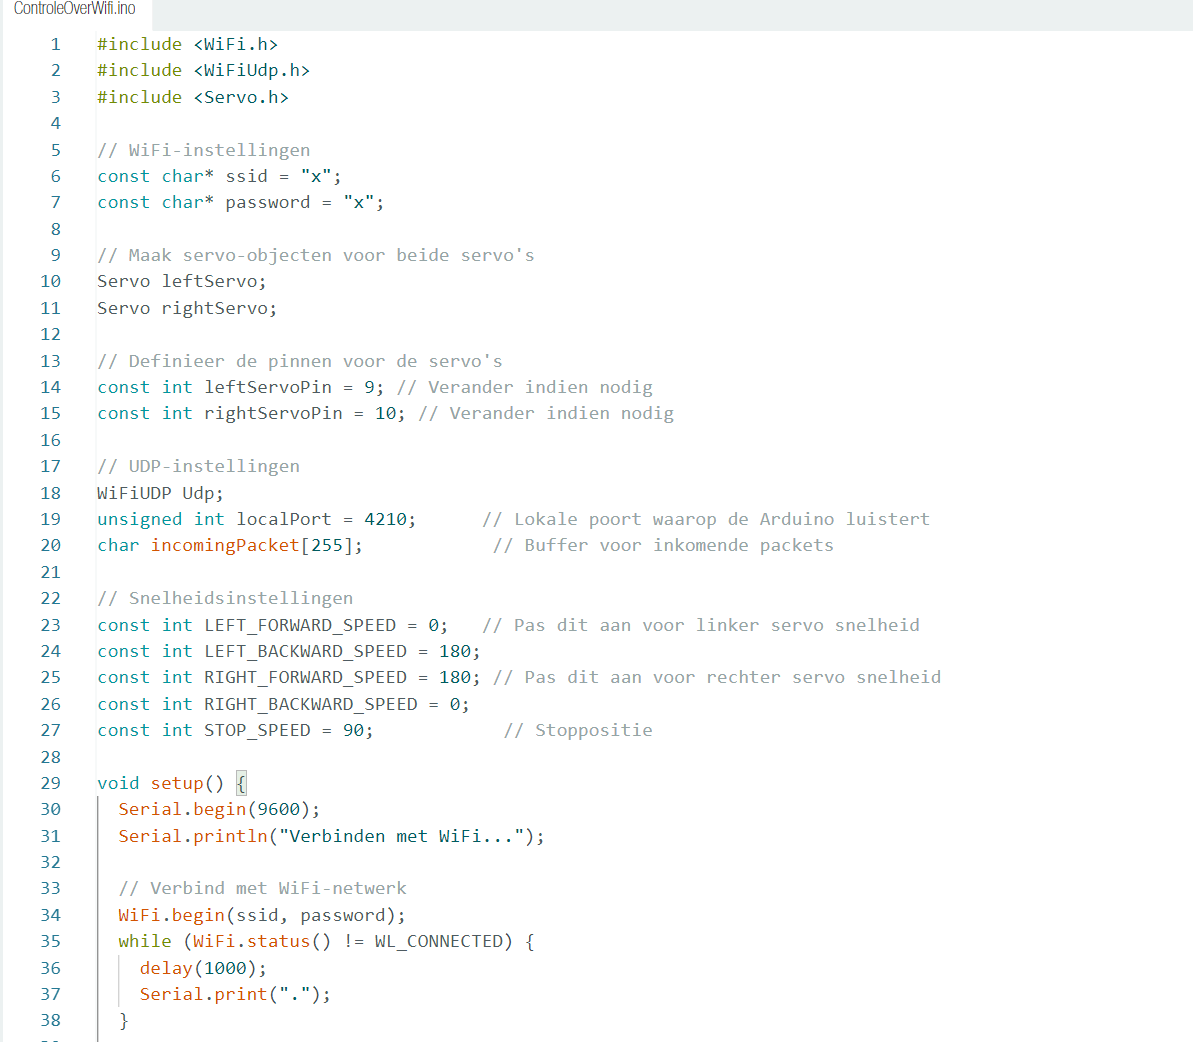 ControleOverWifi.ino
1 #include <WiFi.h>
2 #include <WiFiUdp.h>
3 #include <Servo.h>
4
5 // WiFi-instellingen
6 const char* ssid = "x";
7 const char* password = "x";
8
9 // Maak servo-objecten voor beide servo's
10 Servo leftServo;
11 Servo rightServo;
12
13 // Definieer de pinnen voor de servo's
14 const int leftServoPin = 9; // Verander indien nodig
15 const int rightServoPin = 10; // Verander indien nodig
16
17 // UDP-instellingen
18 WiFiUDP Udp;
19 unsigned int localPort = 4210;      // Lokale poort waarop de Arduino luistert
20 char incomingPacket[255];            // Buffer voor inkomende packets
21
22 // Snelheidsinstellingen
23 const int LEFT_FORWARD_SPEED = 0;   // Pas dit aan voor linker servo snelheid
24 const int LEFT_BACKWARD_SPEED = 180;
25 const int RIGHT_FORWARD_SPEED = 180; // Pas dit aan voor rechter servo snelheid
26 const int RIGHT_BACKWARD_SPEED = 0;
27 const int STOP_SPEED = 90;            // Stoppositie
28
29 void setup() {
30   Serial.begin(9600);
31   Serial.println("Verbinden met WiFi...");
32
33   // Verbind met WiFi-netwerk
34   WiFi.begin(ssid, password);
35   while (WiFi.status() != WL_CONNECTED) {
36     delay(1000);
37     Serial.print(".");
38   }